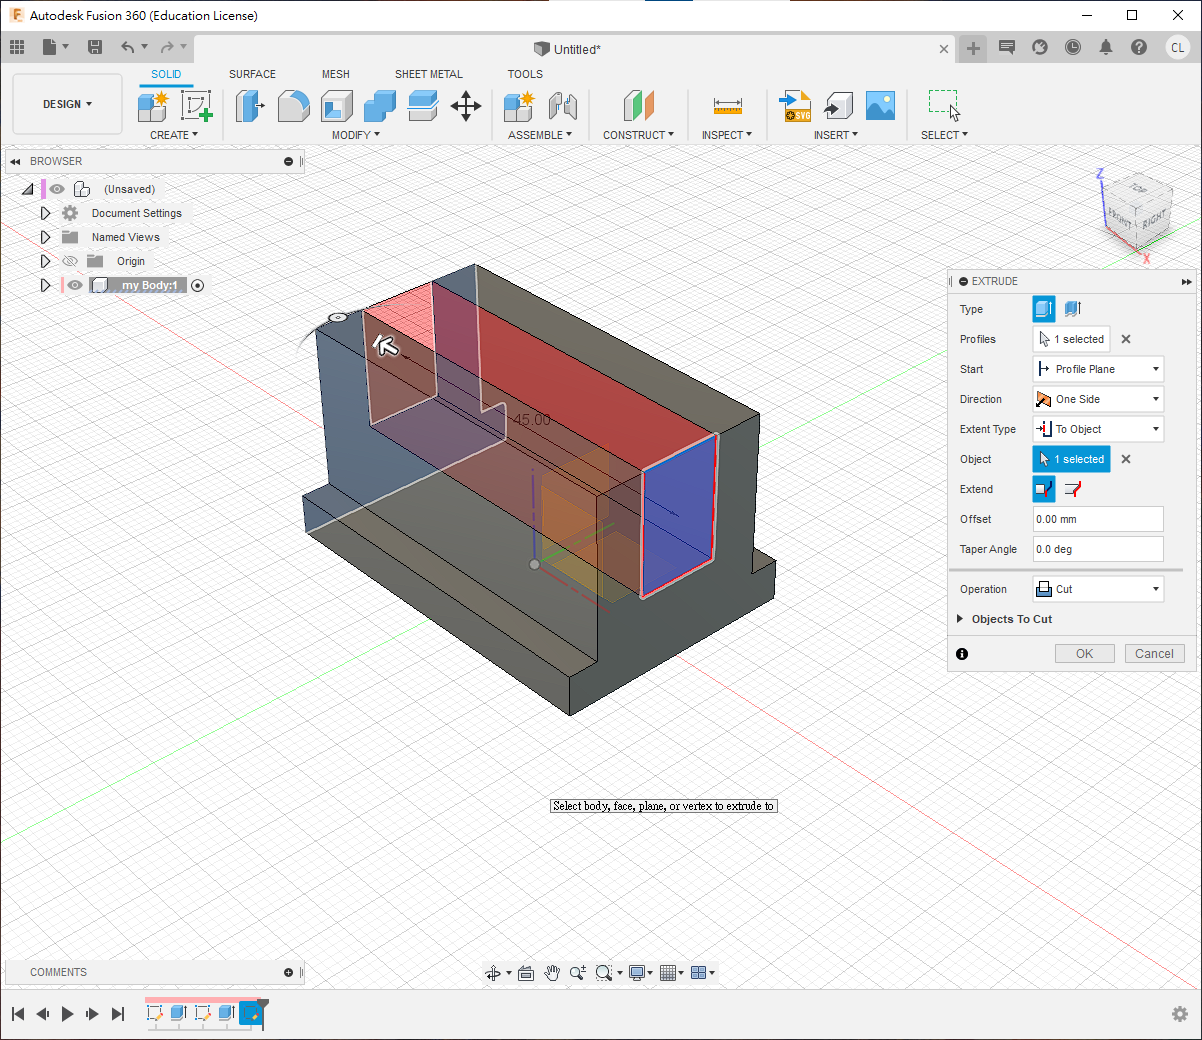 Autodesk Fusion 360 (Education License)
Untitled*
CL
DESIGN
SOLID
SURFACE
MESH
SHEET METAL
TOOLS
CREATE
MODIFY
ASSEMBLE
CONSTRUCT
INSPECT
SVG
INSERT
SELECT
BROWSER
(Unsaved)
Document Settings
Named Views
Origin
my Body:1
Z
TOP
FRONT
RIGHT
X
45.00
EXTRUDE
Type
Profiles
1 selected
Start
Profile Plane
Direction
One Side
Extent Type
To Object
Object
1 selected
Extend
Offset
0.00 mm
Taper Angle
0.0 deg
Operation
Cut
Objects To Cut
OK
Cancel
Select body, face, plane, or vertex to extrude to
COMMENTS